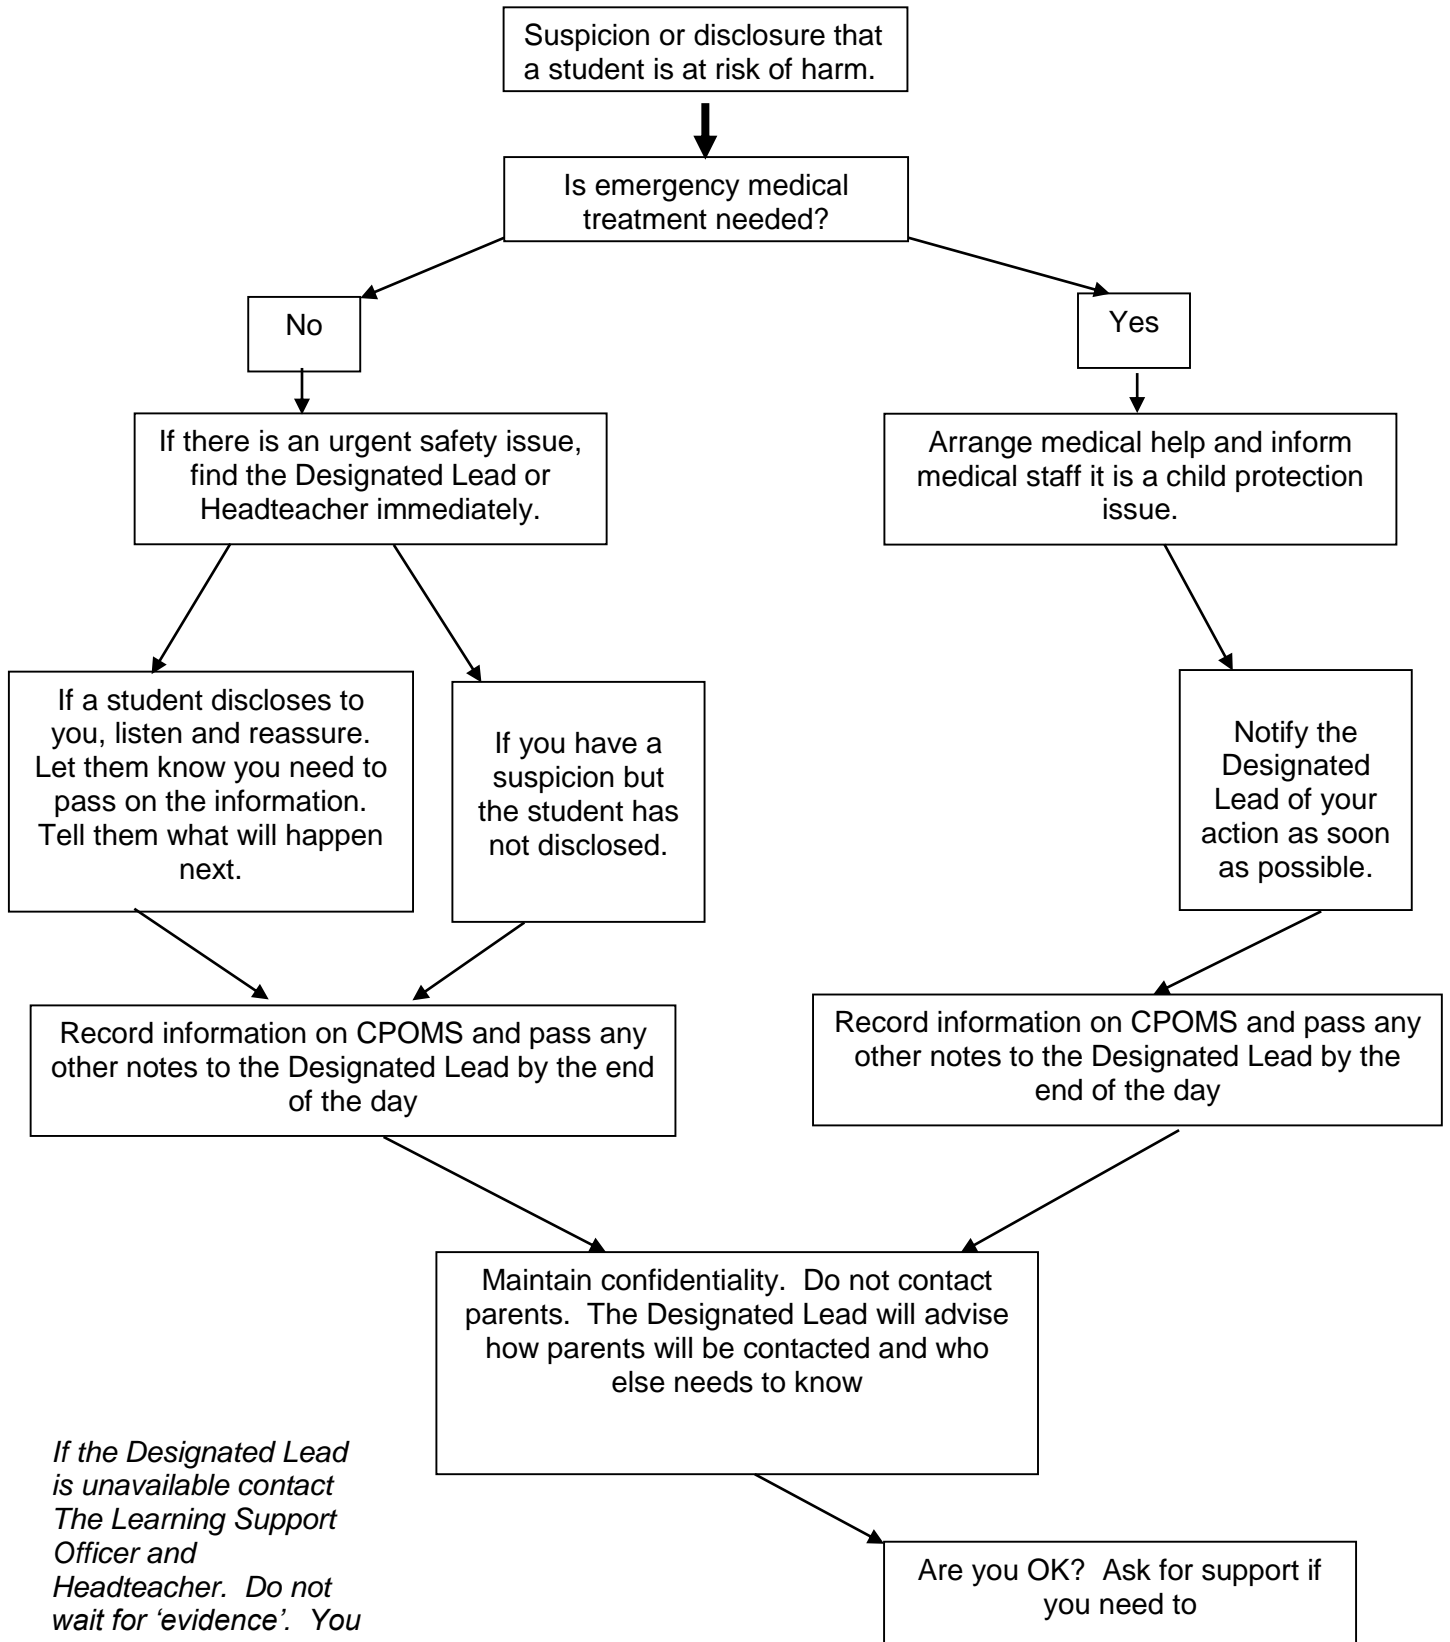 Suspicion or disclosure that
a student is at risk of harm.
Is emergency medical
treatment needed?
No
Yes
If there is an urgent safety issue,
find the Designated Lead or
Headteacher immediately.
Arrange medical help and inform
medical staff it is a child protection
issue.
If a student discloses to
you, listen and reassure.
Let them know you need to
pass on the information.
Tell them what will happen
next.
If you have a
suspicion but
the student has
not disclosed.
Notify the
Designated
Lead of your
action as soon
as possible.
Record information on CPOMS and pass any
other notes to the Designated Lead by the end
of the day
Record information on CPOMS and pass any
other notes to the Designated Lead by the
end of the day
Maintain confidentiality.  Do not contact
parents.  The Designated Lead will advise
how parents will be contacted and who
else needs to know
If the Designated Lead
is unavailable contact
The Learning Support
Officer and
Headteacher.  Do not
wait for ‘evidence’.  You
Are you OK?  Ask for support if
you need to